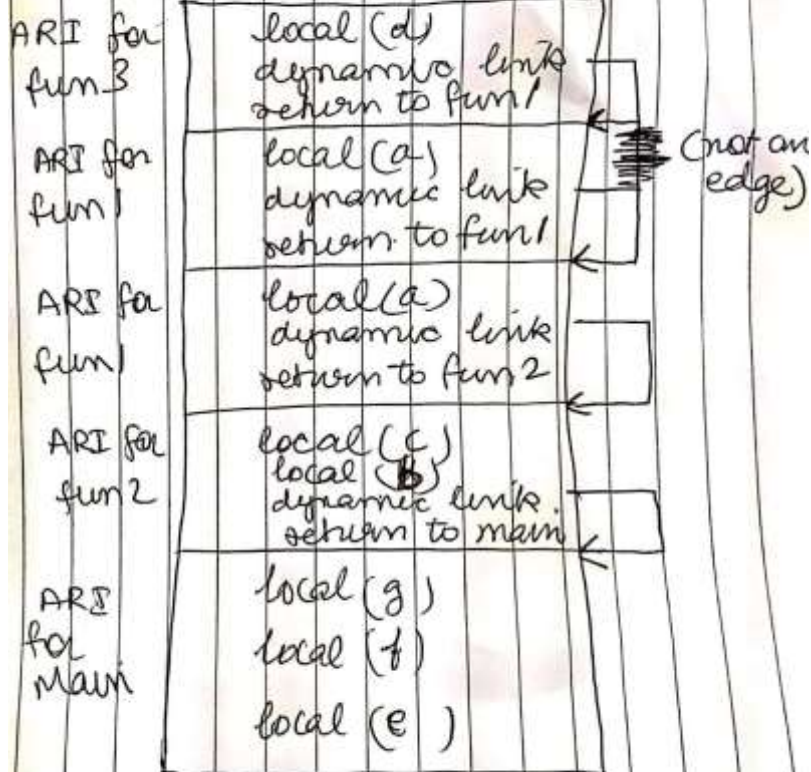 ARI for
fun3
local (d)
dynamic link
return to fun1
(not an
edge)
ARI for
fun1
local (a)
dynamic link
return to fun1
ARI for
fun1
local (a)
dynamic link
return to fun2
ARI for
fun2
local (c)
local (b)
dynamic link
return to main
ARI
for
Main
local (g)
local (f)
local (e)